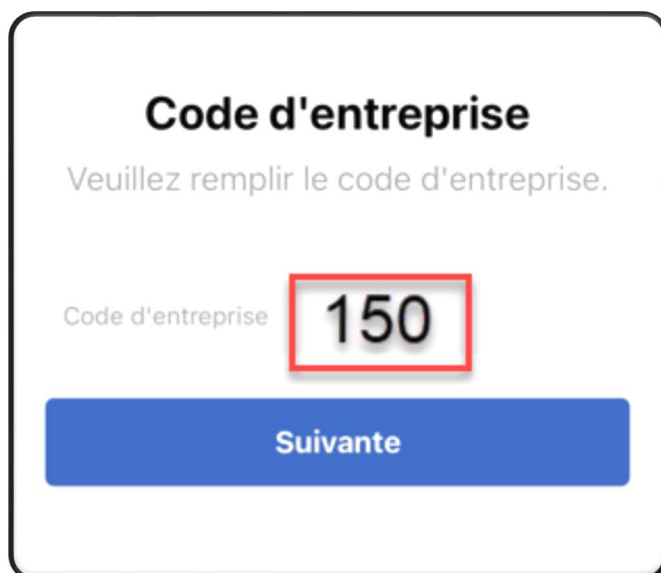 Code d'entreprise
Veuillez remplir le code d'entreprise.
Code d'entreprise 150
Suivante